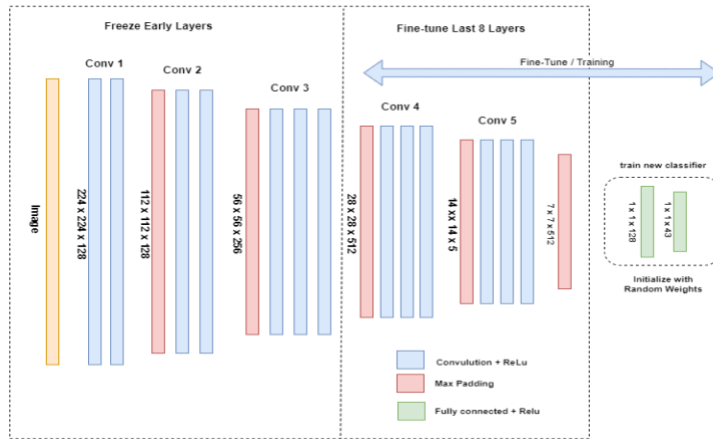 Freeze Early Layers
Fine-tune Last 8 Layers
Fine-Tune / Training
Conv 1
Conv 2
Conv 3
Conv 4
Conv 5
train new classifier
Image
224 x 224 x 128
112 x 112 x 128
56 x 56 x 256
28 x 28 x 512
14 xx 14 x 5
7 x 7 x 512
1 x 1 x 128
1 x 1 x 43
Initialize with
Random Weights
Convulution + ReLu
Max Padding
Fully connected + Relu